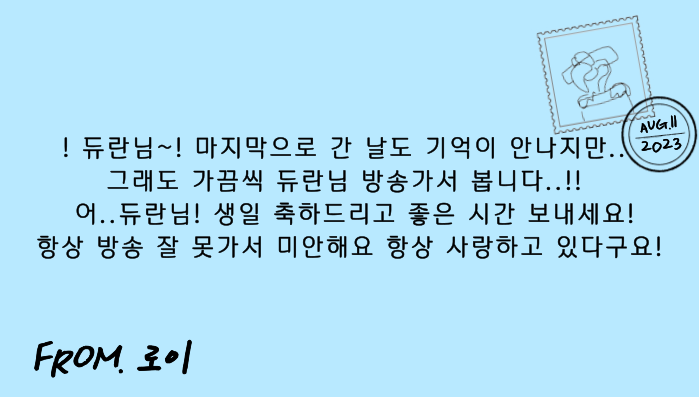 AUG.11
2023
! 듀란님~! 마지막으로 간 날도 기억이 안나지만..
그래도 가끔씩 듀란님 방송가서 봅니다..!!
어..듀란님! 생일 축하드리고 좋은 시간 보내세요!
항상 방송 잘 못가서 미안해요 항상 사랑하고 있다구요!
FROM. 로이